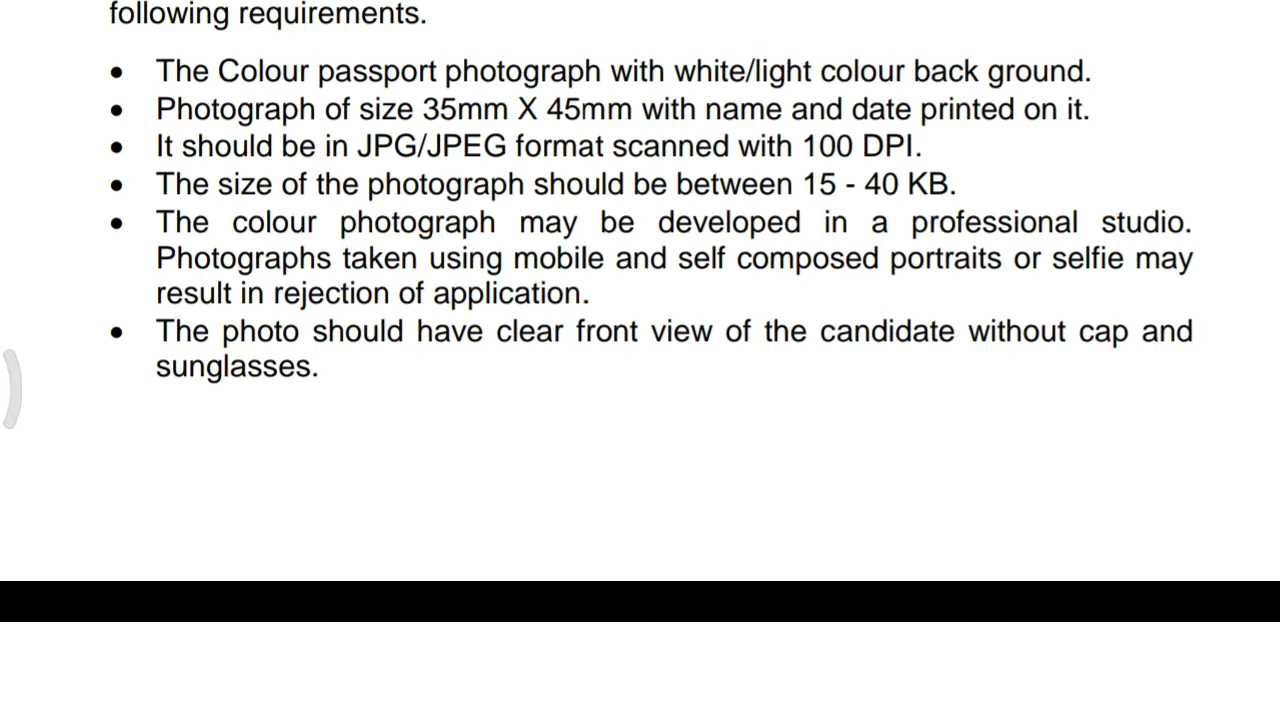 following requirements.
• The Colour passport photograph with white/light colour back ground.
• Photograph of size 35mm X 45mm with name and date printed on it.
• It should be in JPG/JPEG format scanned with 100 DPI.
• The size of the photograph should be between 15 - 40 KB.
• The colour photograph may be developed in a professional studio.
Photographs taken using mobile and self composed portraits or selfie may
result in rejection of application.
• The photo should have clear front view of the candidate without cap and
sunglasses.